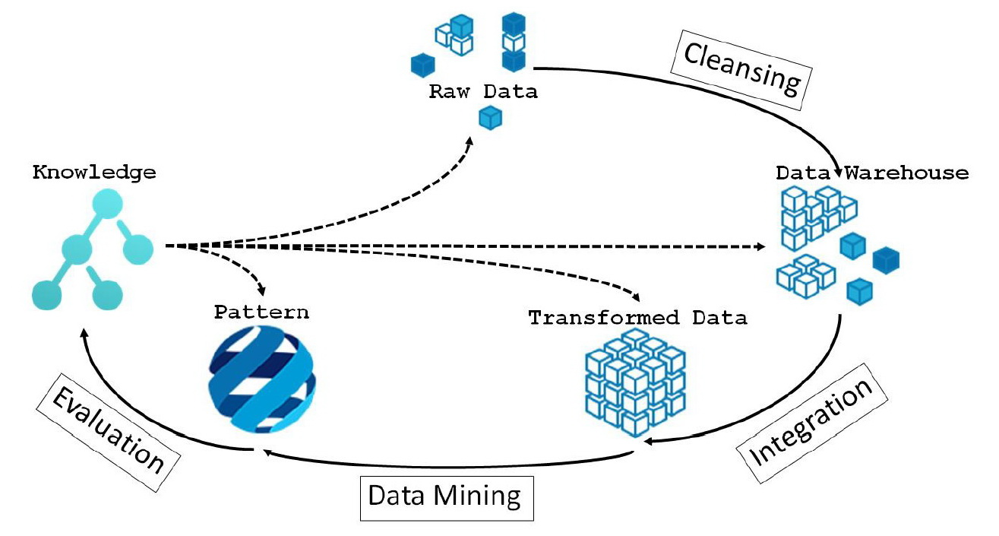 Raw Data
Cleansing
Knowledge
Data Warehouse
Pattern
Transformed Data
Evaluation
Data Mining
Integration